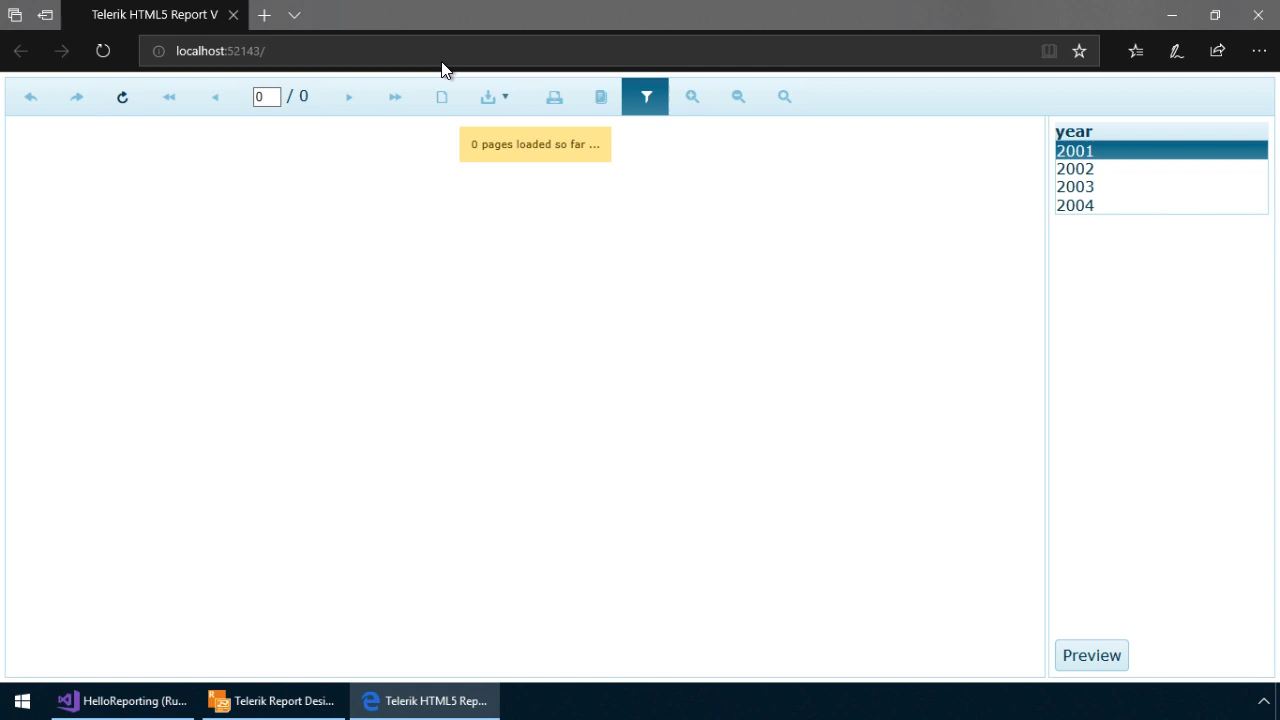 Telerik HTML5 Report V
localhost:52143/
0 / 0
0 pages loaded so far ...
year
2001
2002
2003
2004
Preview
HelloReporting (Ru...
Telerik Report Desi...
Telerik HTML5 Rep...